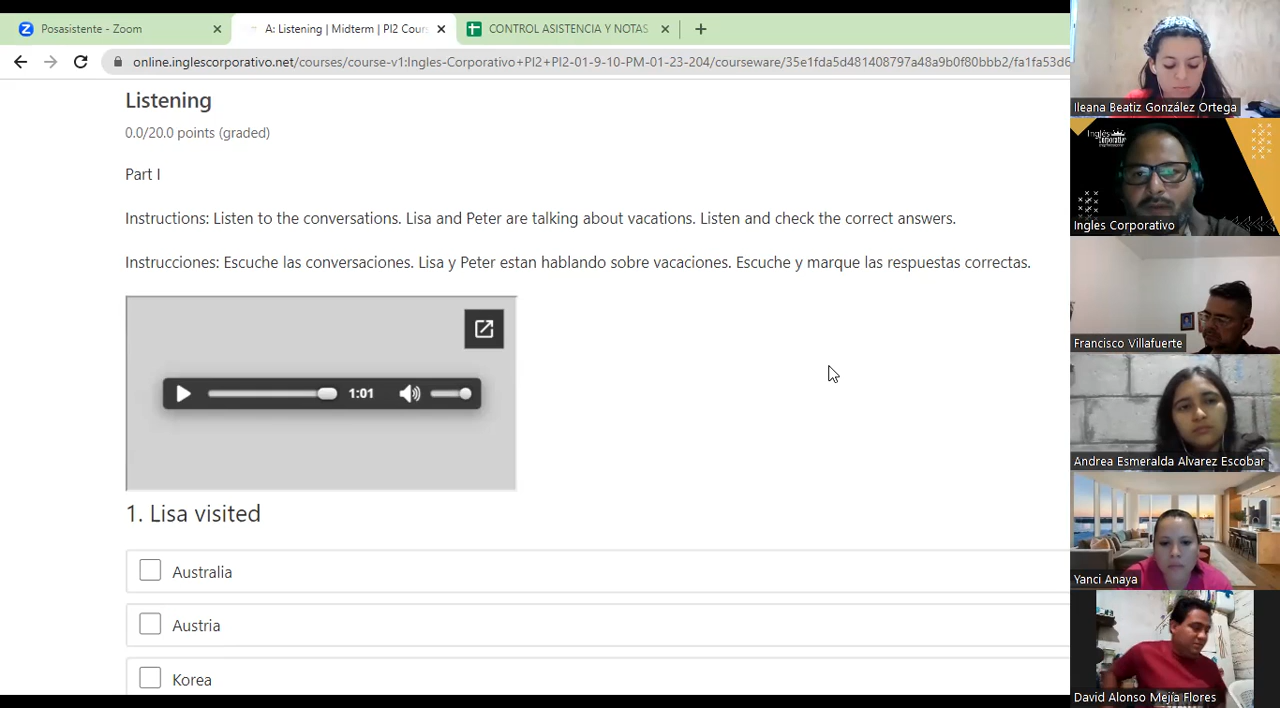 Posasistente - Zoom
A: Listening | Midterm | PI2 Cour
CONTROL ASISTENCIA Y NOTAS
online.inglescorporativo.net/courses/course-v1:Ingles-Corporativo+PI2+PI2-01-9-10-PM-01-23-204/courseware/35e1fda5d481408797a48a9b0f80bbb2/fa1fa53d6
Listening
0.0/20.0 points (graded)
Part I
Instructions: Listen to the conversations. Lisa and Peter are talking about vacations. Listen and check the correct answers.
Instrucciones: Escuche las conversaciones. Lisa y Peter estan hablando sobre vacaciones. Escuche y marque las respuestas correctas.
1:01
1. Lisa visited
Australia
Austria
Korea
Ileana Beatiz González Ortega
Inglés
Corporativo
Ingles Corporativo
Francisco Villafuerte
Andrea Esmeralda Alvarez Escobar
Yanci Anaya
David Alonso Mejía Flores